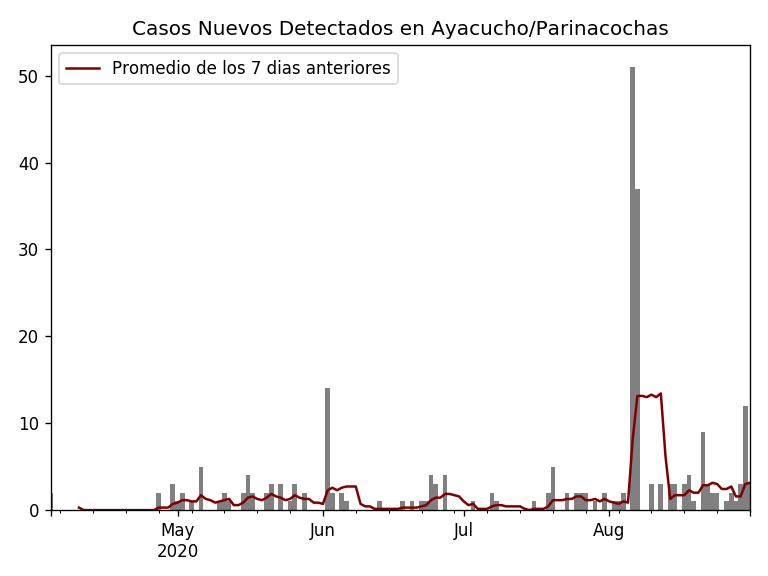 Casos Nuevos Detectados en Ayacucho/Parinacochas
Promedio de los 7 dias anteriores
50
40
30
20
10
0
May
2020
Jun
Jul
Aug